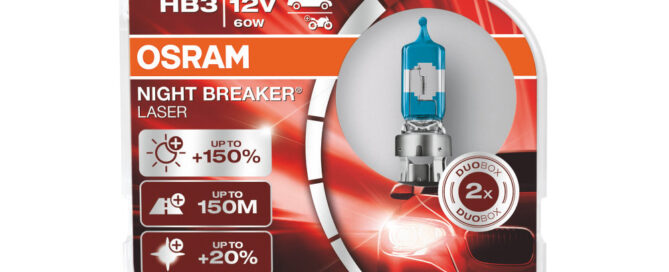 HB3 12V
60W
OSRAM
NIGHT BREAKER®
LASER
UP TO
+150%
UP TO
150M
UP TO
+20%
DUOBOX
2x
DUOBOX